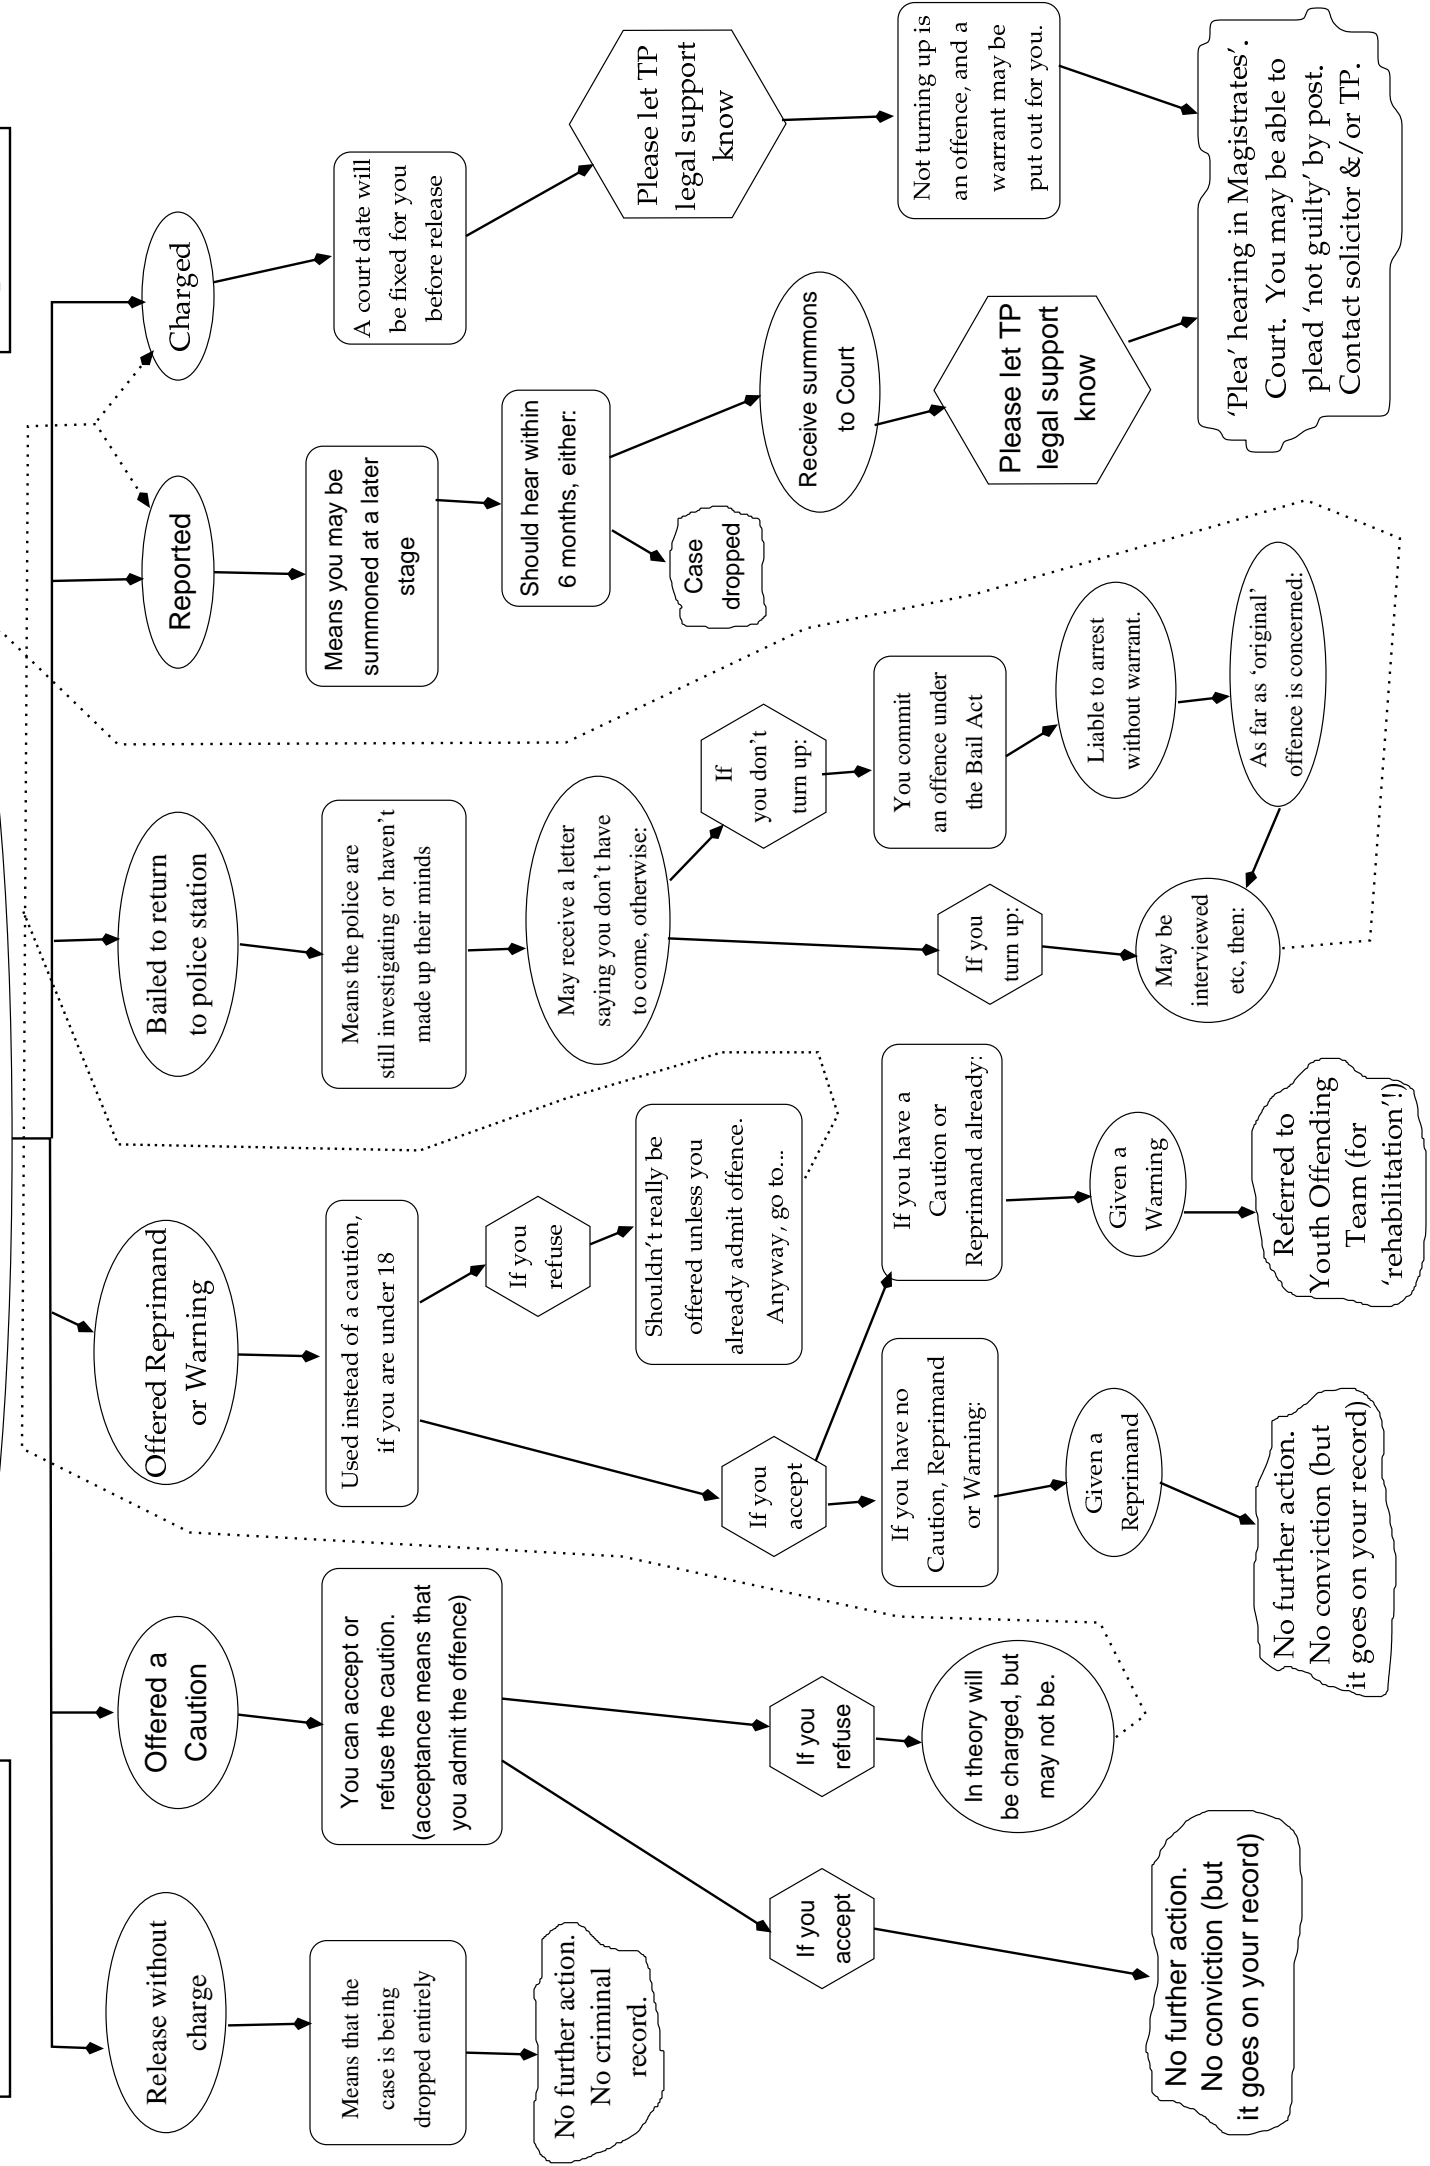 Release without
charge
Means that the
case is being
dropped entirely
No further action.
No criminal
record.
Offered a
Caution
You can accept or
refuse the caution.
(acceptance means that
you admit the offence)
If you
accept
No further action.
No conviction (but
it goes on your record)
If you
refuse
In theory will
be charged, but
may not be.
Offered Reprimand
or Warning
Used instead of a caution,
if you are under 18
If you
accept
If you have no
Caution, Reprimand
or Warning:
Given a
Reprimand
No further action.
No conviction (but
it goes on your record)
If you have a
Caution or
Reprimand already:
Given a
Warning
Referred to
Youth Offending
Team (for
‘rehabilitation’!)
If you
refuse
Shouldn’t really be
offered unless you
already admit offence.
Anyway, go to...
Bailed to return
to police station
Means the police are
still investigating or haven’t
made up their minds
May receive a letter
saying you don’t have
to come, otherwise:
If you
turn up:
May be
interviewed
etc, then:
If
you don’t
turn up:
You commit
an offence under
the Bail Act
Liable to arrest
without warrant.
As far as ‘original’
offence is concerned:
Reported
Means you may be
summoned at a later
stage
Should hear within
6 months, either:
Case
dropped
Receive summons
to Court
Please let TP
legal support
know
Charged
A court date will
be fixed for you
before release
Please let TP
legal support
know
Not turning up is
an offence, and a
warrant may be
put out for you.
‘Plea’ hearing in Magistrates’.
Court. You may be able to
plead ‘not guilty’ by post.
Contact solicitor &/or TP.